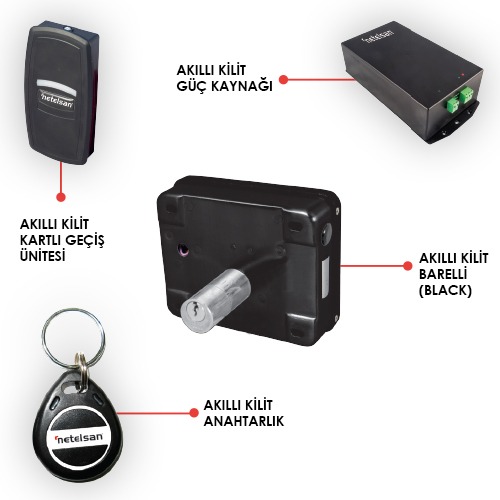 netelsan
AKILLI KİLİT
GÜÇ KAYNAĞI
netelsan
AKILLI KİLİT
KARTLI GEÇİŞ
ÜNİTESİ
AKILLI KİLİT
BARELLİ
(BLACK)
AKILLI KİLİT
ANAHTARLIK
netelsan